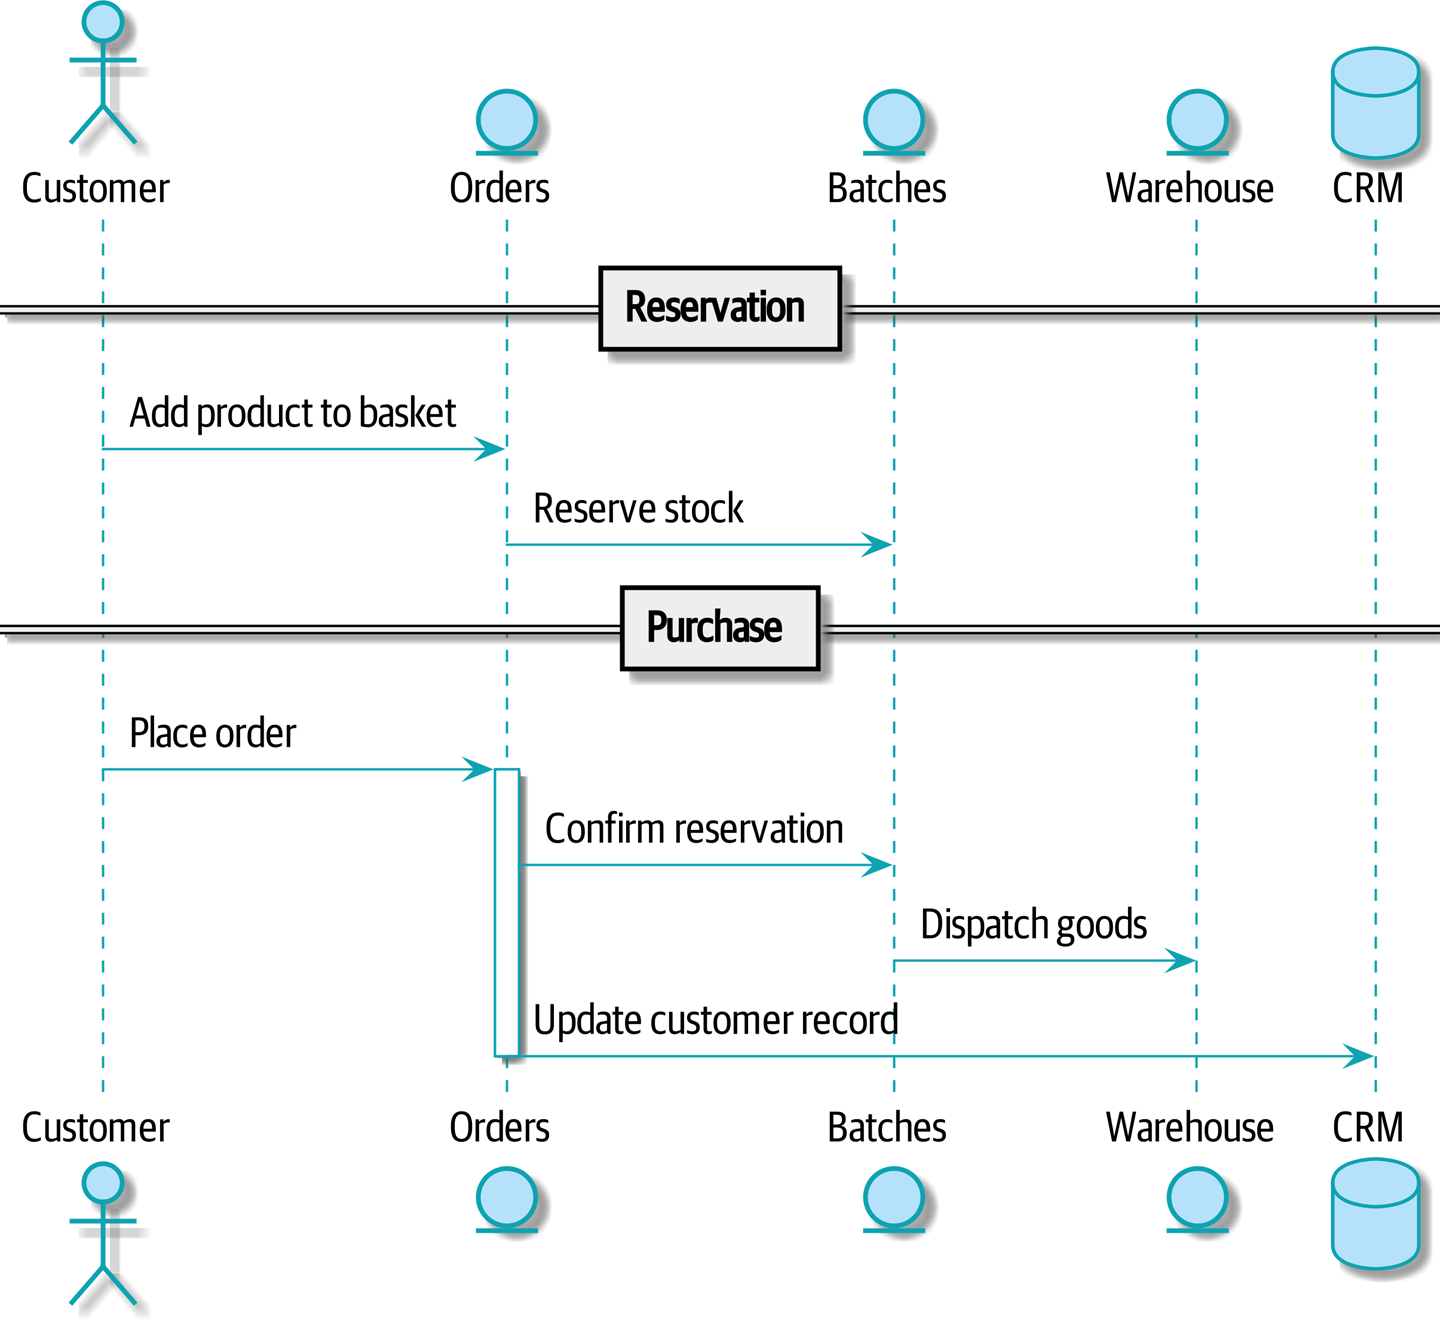 Customer
Orders
Batches
Warehouse
CRM
Reservation
Add product to basket
Reserve stock
Purchase
Place order
Confirm reservation
Dispatch goods
Update customer record
Customer
Orders
Batches
Warehouse
CRM